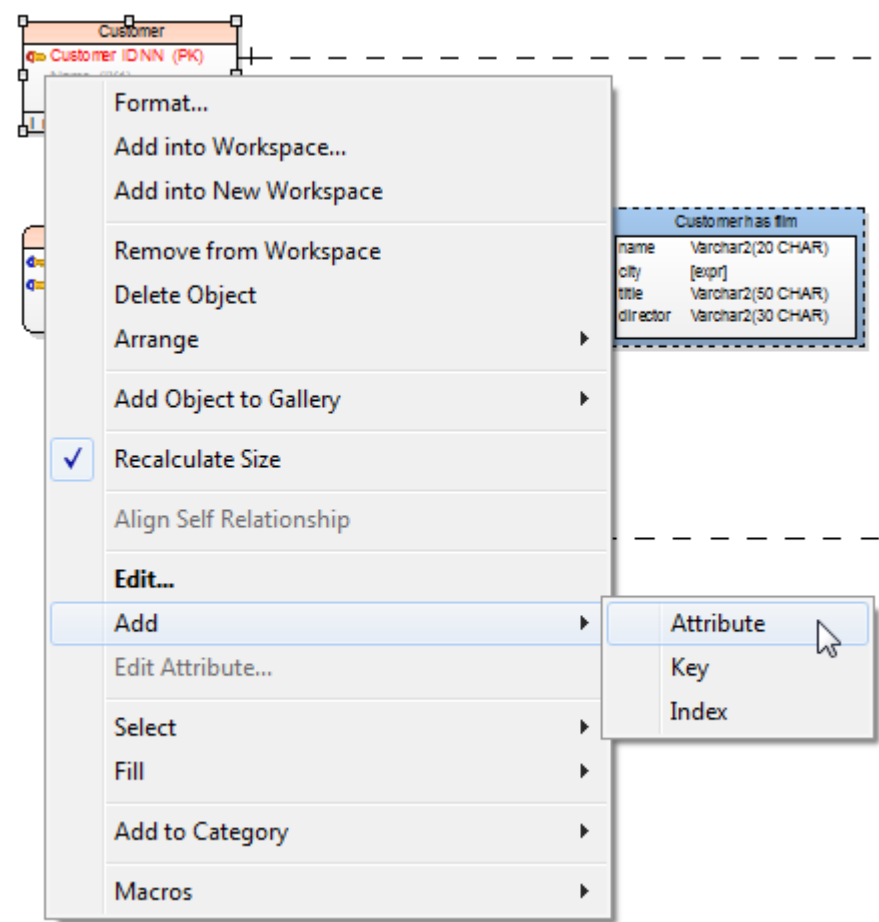 Customer
Customer ID NN (PK)
Format...
Add into Workspace...
Add into New Workspace
Customer has film
name Varchar2(20 CHAR)
city [expr]
title Varchar2(50 CHAR)
director Varchar2(30 CHAR)
Remove from Workspace
Delete Object
Arrange
Add Object to Gallery
Recalculate Size
Align Self Relationship
Edit...
Add
Attribute
Key
Index
Edit Attribute...
Select
Fill
Add to Category
Macros